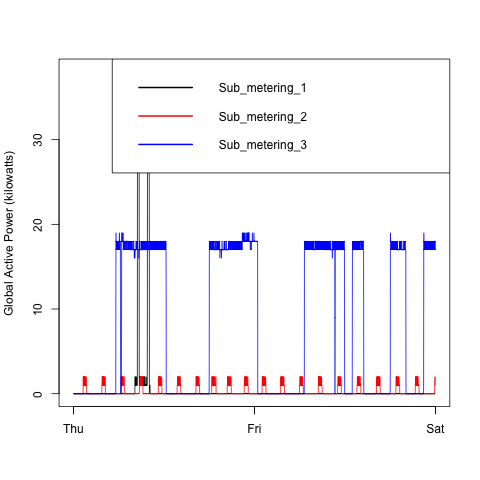 Sub_metering_1
Sub_metering_2
Sub_metering_3
Global Active Power (kilowatts)
30
20
10
0
Thu
Fri
Sat